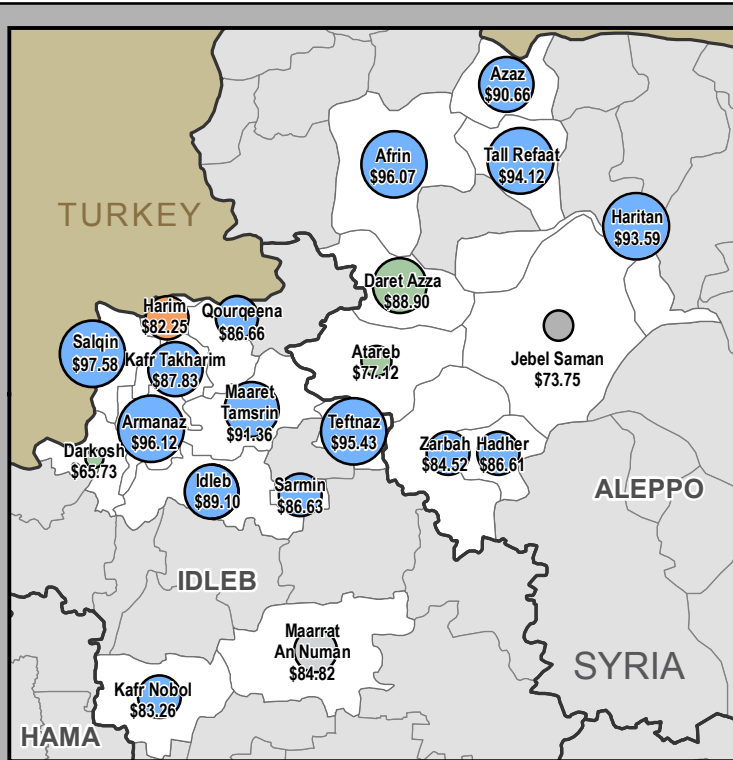 Azaz
$90.66
Afrin
$96.07
Tall Refaat
$94.12
TURKEY
Haritan
$93.59
Daret Azza
$88.90
Harim
$82.25
Qourqeena
$86.66
Salqin
$97.58
Kafr Takharim
$87.83
Atareb
$77.12
Jebel Saman
$73.75
Maaret
Tamsrin
$91.36
Armanaz
$96.12
Teftnaz
$95.43
Darkosh
$65.73
Zarbah
$84.52
Hadher
$86.61
Idleb
$89.10
Sarmin
$86.63
ALEPPO
IDLEB
Maarrat
An Numan
$84.82
SYRIA
Kafr Nobol
$83.26
HAMA